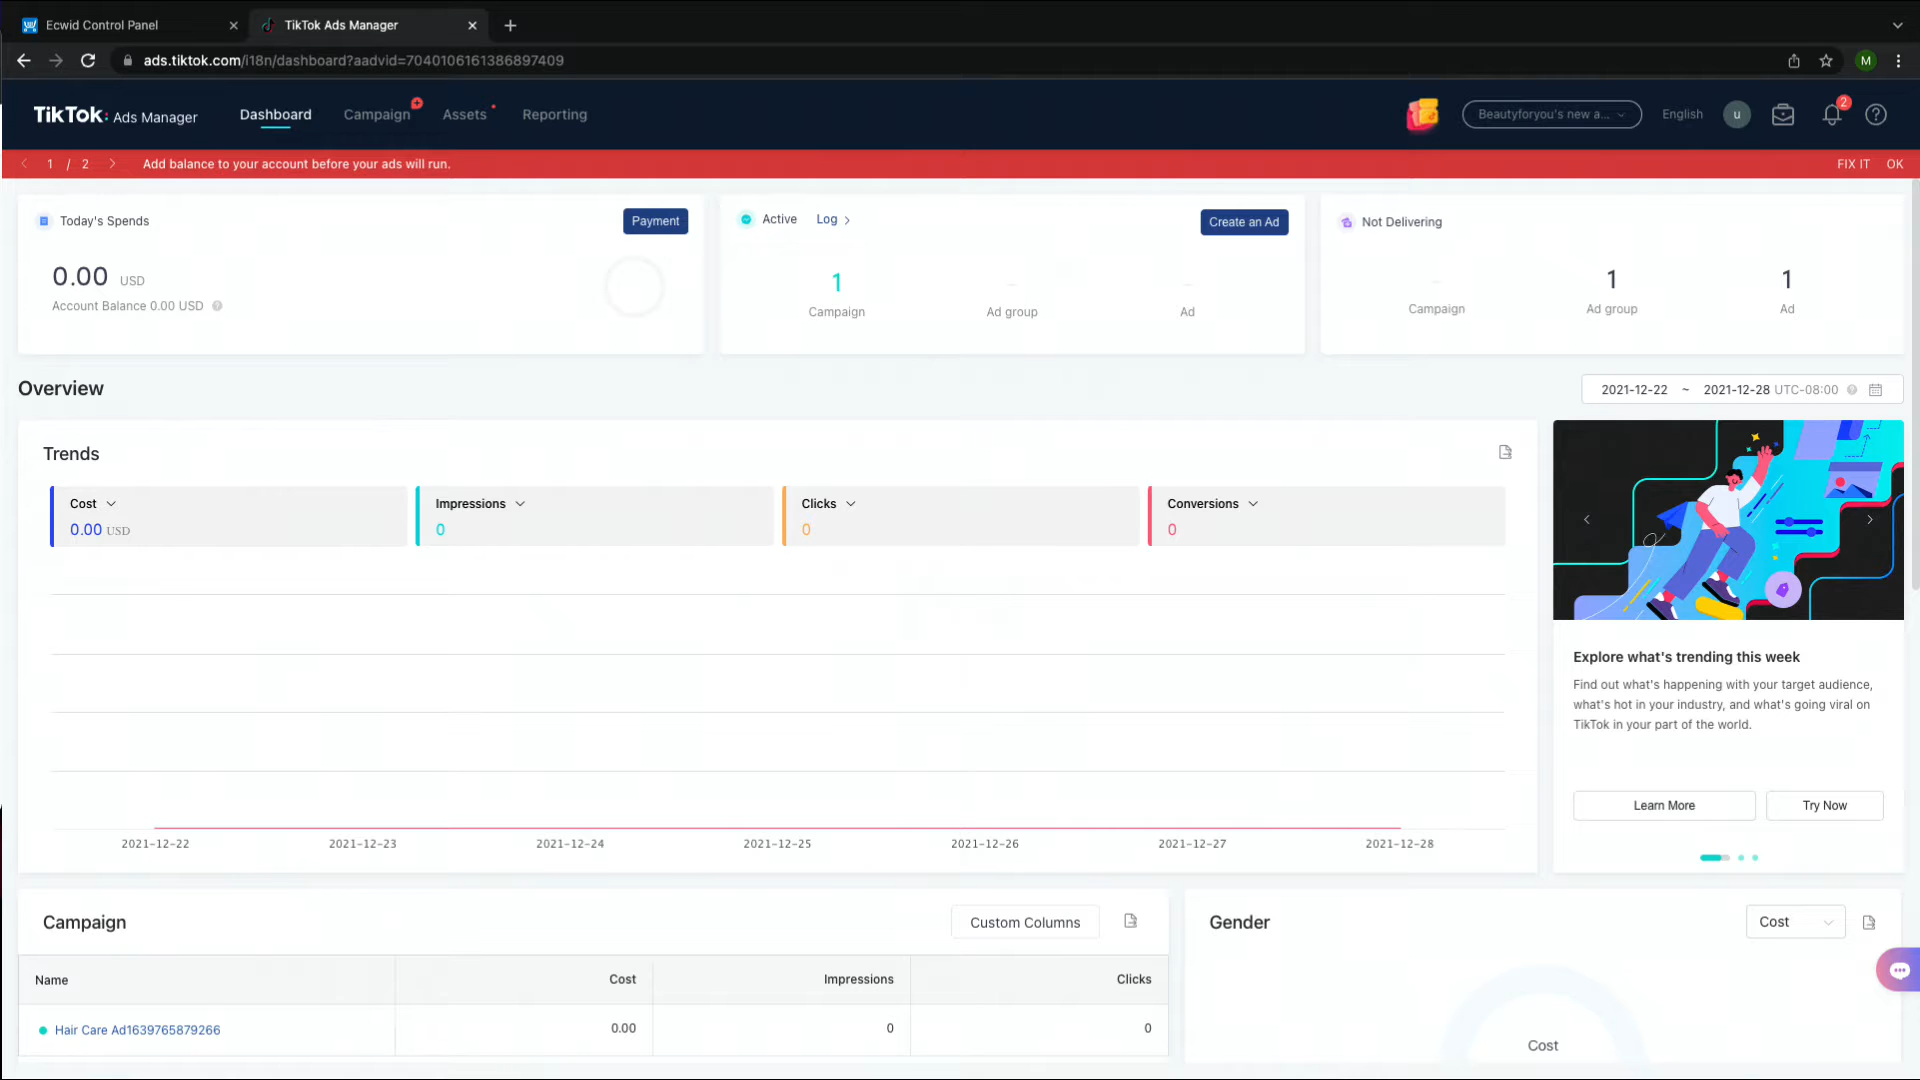 Ecwid Control Panel
TikTok Ads Manager
ads.tiktok.com/i18n/dashboard?aadvid=7040106161386897409
M
TikTok: Ads Manager
Dashboard
Campaign
Assets
Reporting
Beautyforyou's new a...
English
u
2
1 / 2
Add balance to your account before your ads will run.
FIX IT
OK
Today's Spends
Payment
0.00 USD
Account Balance 0.00 USD
Active
Log
Create an Ad
1
Campaign
Ad group
Ad
Not Delivering
1
1
Campaign
Ad group
Ad
Overview
2021-12-22 ~ 2021-12-28 UTC-08:00
Trends
Cost
0.00 USD
Impressions
0
Clicks
0
Conversions
0
2021-12-22
2021-12-23
2021-12-24
2021-12-25
2021-12-26
2021-12-27
2021-12-28
Explore what's trending this week
Find out what's happening with your target audience,
what's hot in your industry, and what's going viral on
TikTok in your part of the world.
Learn More
Try Now
Campaign
Custom Columns
Name Cost Impressions Clicks
Hair Care Ad1639765879266 0.00 0 0
Gender
Cost
Cost